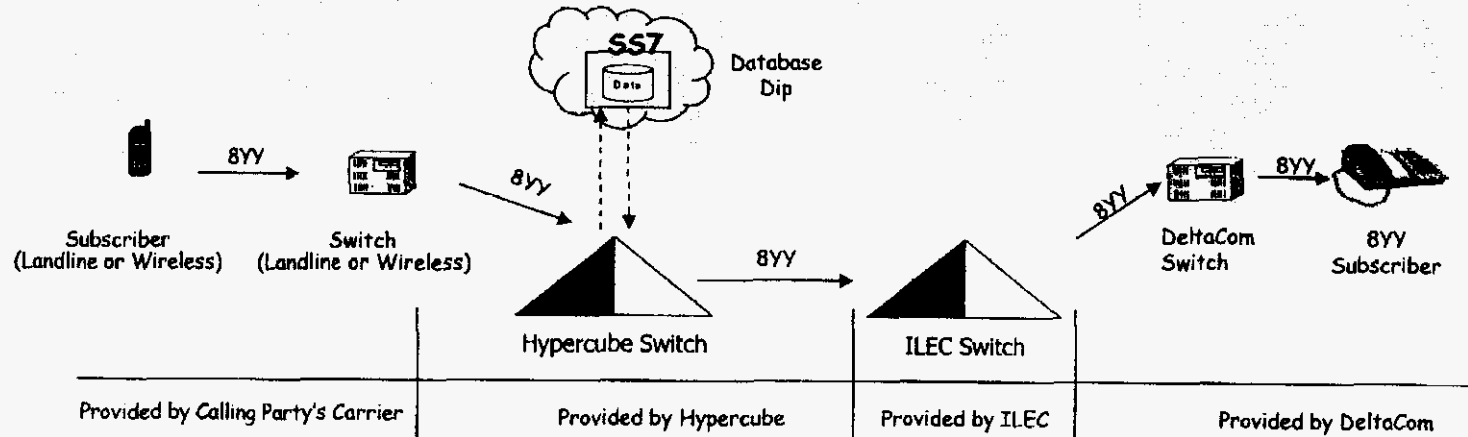 SS7
Data
Database
Dip
8YY
8YY
8YY
8YY
8YY
Subscriber
(Landline or Wireless)
Switch
(Landline or Wireless)
Hypercube Switch
ILEC Switch
DeltaCom
Switch
8YY
Subscriber
Provided by Calling Party's Carrier
Provided by Hypercube
Provided by ILEC
Provided by DeltaCom